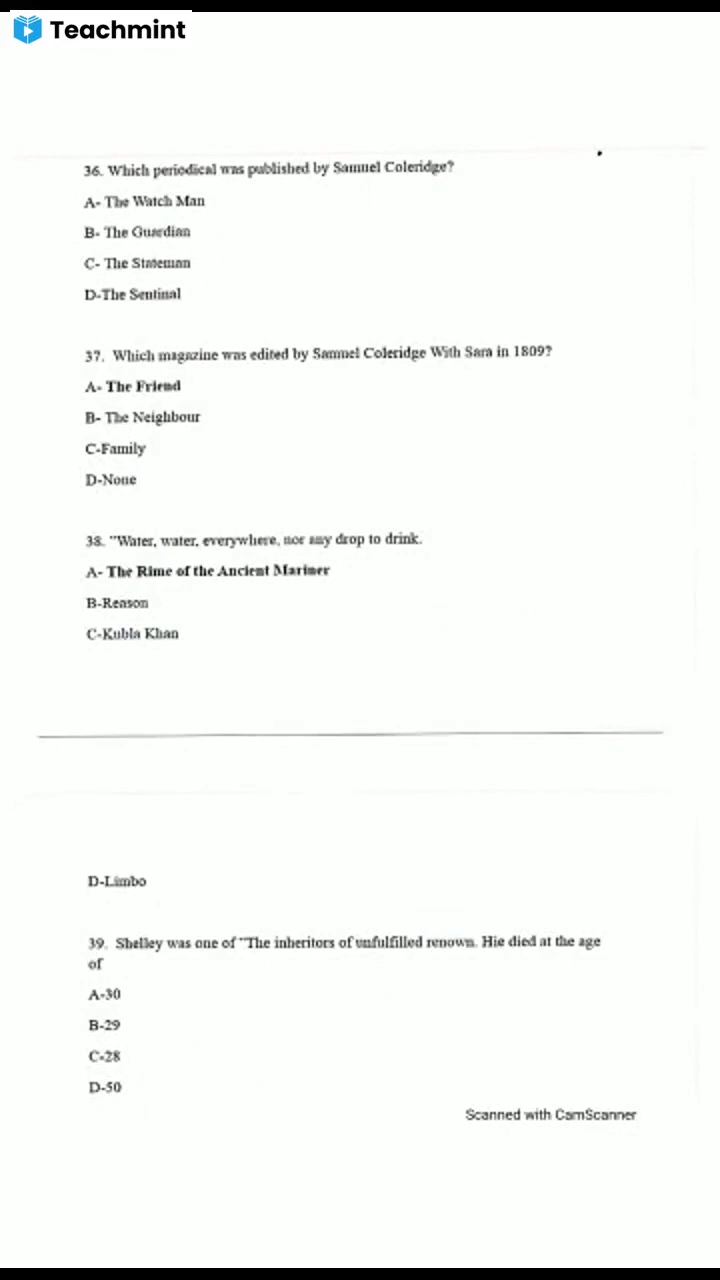 Teachmint
36. Which periodical was published by Samuel Coleridge?
A- The Watch Man
B- The Guardian
C- The Stateman
D-The Sentinal
37. Which magazine was edited by Samuel Coleridge With Sara in 1809?
A- The Friend
B- The Neighbour
C-Family
D-None
38. "Water, water, everywhere, nor any drop to drink.
A- The Rime of the Ancient Mariner
B-Reason
C-Kubla Khan
D-Limbo
39. Shelley was one of "The inheritors of unfulfilled renown. Hie died at the age
of
A-30
B-29
C-28
D-50
Scanned with CamScanner